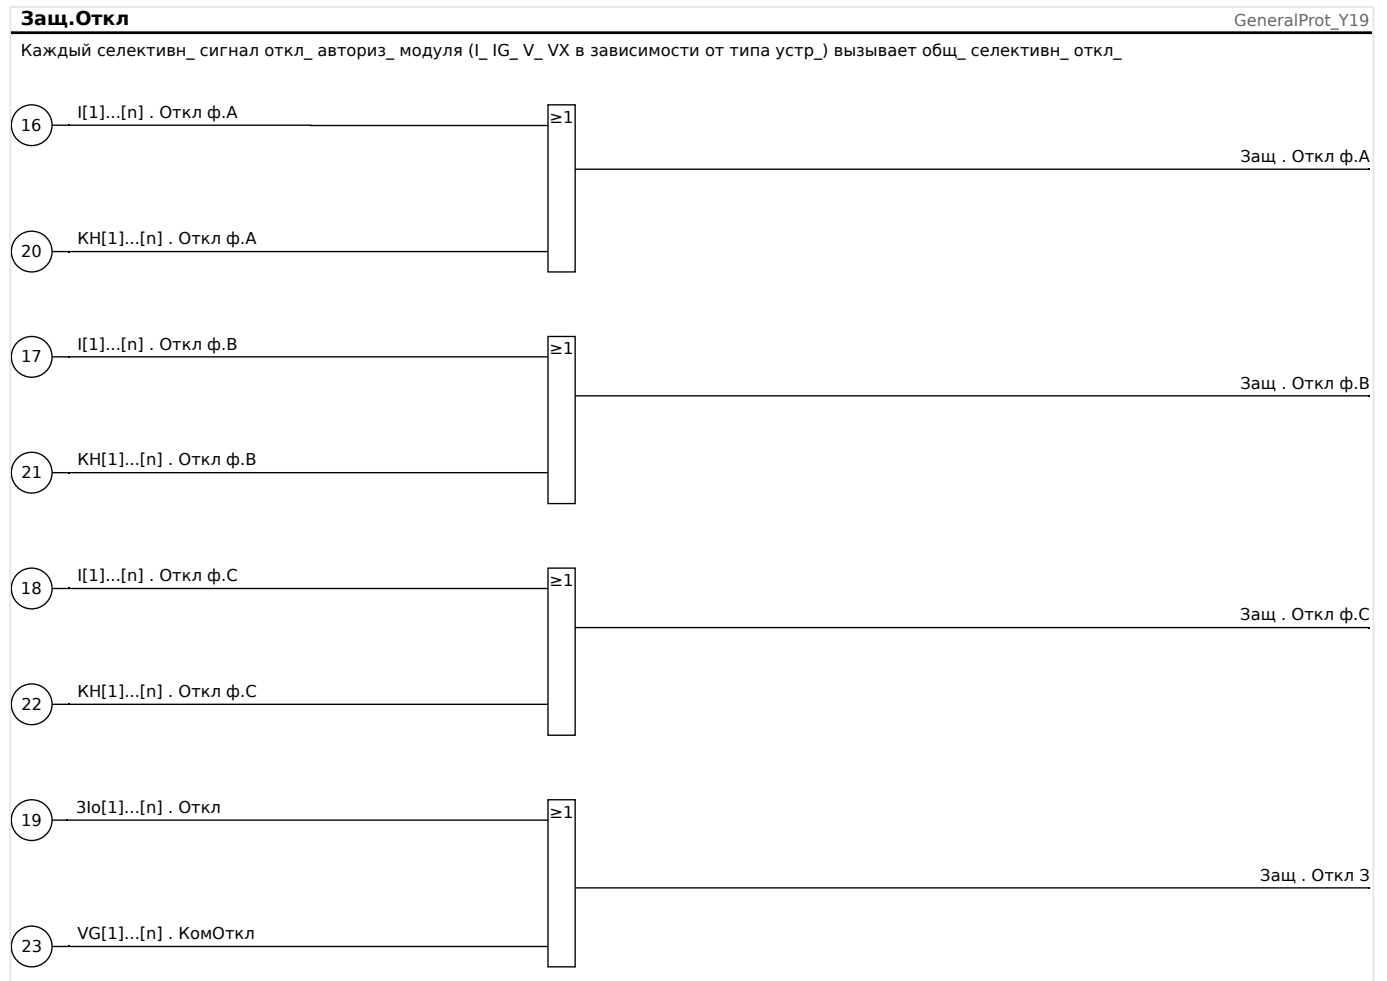 Защ.Откл
GeneralProt_Y19
Каждый селективн_ сигнал откл_ авториз_ модуля (I_ IG_ V_ VX в зависимости от типа устр_) вызывает общ_ селективн_ откл_
16
I[1]...[n] . Откл ф.A
≥1
Защ . Откл ф.A
20
КН[1]...[n] . Откл ф.A
17
I[1]...[n] . Откл ф.B
≥1
Защ . Откл ф.B
21
КН[1]...[n] . Откл ф.B
18
I[1]...[n] . Откл ф.C
≥1
Защ . Откл ф.C
22
КН[1]...[n] . Откл ф.C
19
3Io[1]...[n] . Откл
≥1
Защ . Откл З
23
VG[1]...[n] . КомОткл